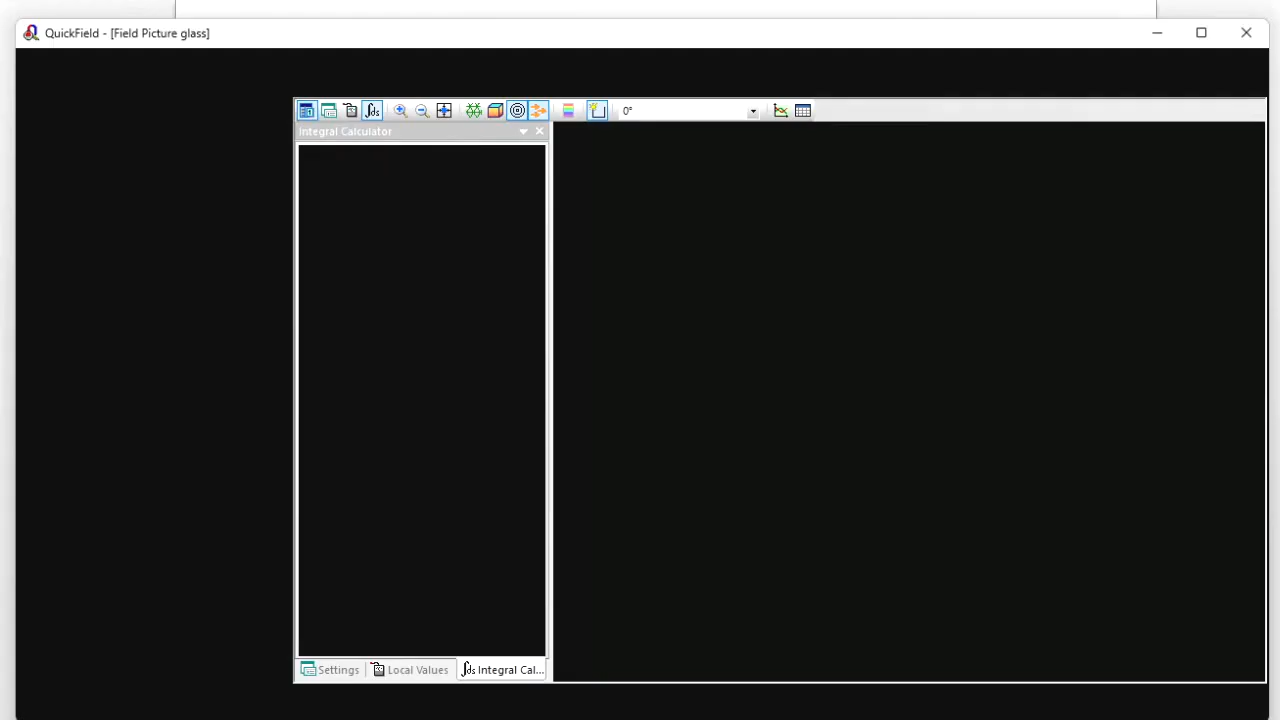 QuickField - [Field Picture glass]
0°
Integral Calculator
Settings
Local Values
Integral Cal...